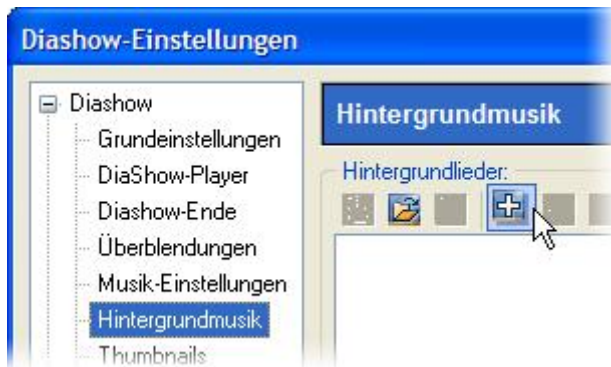 Diashow-Einstellungen
Diashow
Grundeinstellungen
DiaShow-Player
Diashow-Ende
Überblendungen
Musik-Einstellungen
Hintergrundmusik
Thumbnails
Hintergrundmusik
Hintergrundlieder: